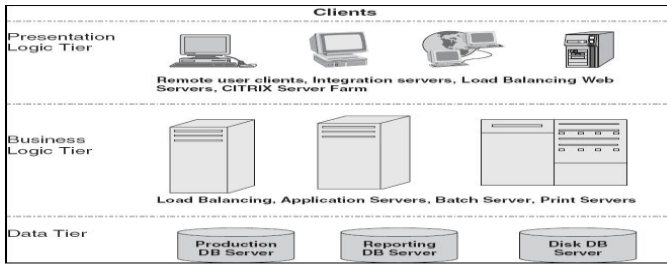 Clients
Presentation
Logic Tier
Remote user clients, Integration servers, Load Balancing Web
Servers, CITRIX Server Farm
Business
Logic Tier
Load Balancing, Application Servers, Batch Server, Print Servers
Data Tier
Production
DB Server
Reporting
DB Server
Disk DB
Server